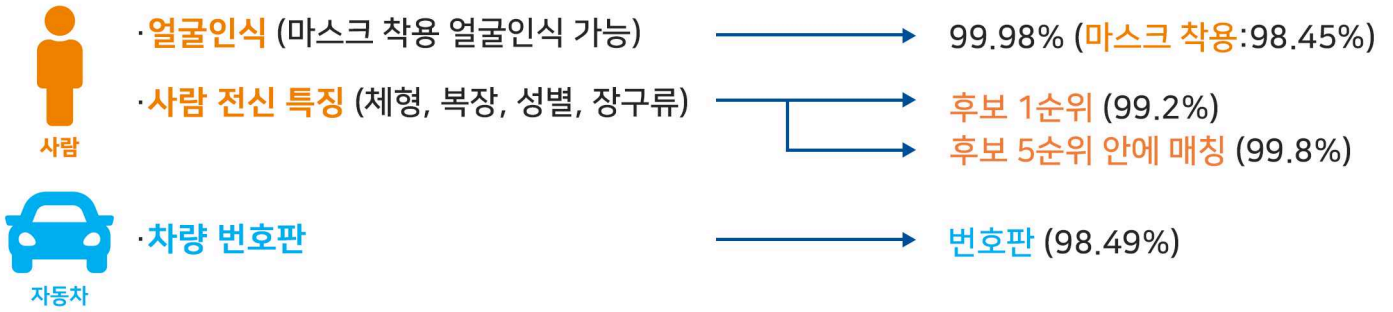 ·얼굴인식 (마스크 착용 얼굴인식 가능)
99.98% (마스크 착용:98.45%)
·사람 전신 특징 (체형, 복장, 성별, 장구류)
후보 1순위 (99.2%)
후보 5순위 안에 매칭 (99.8%)
사람
·차량 번호판
번호판 (98.49%)
자동차